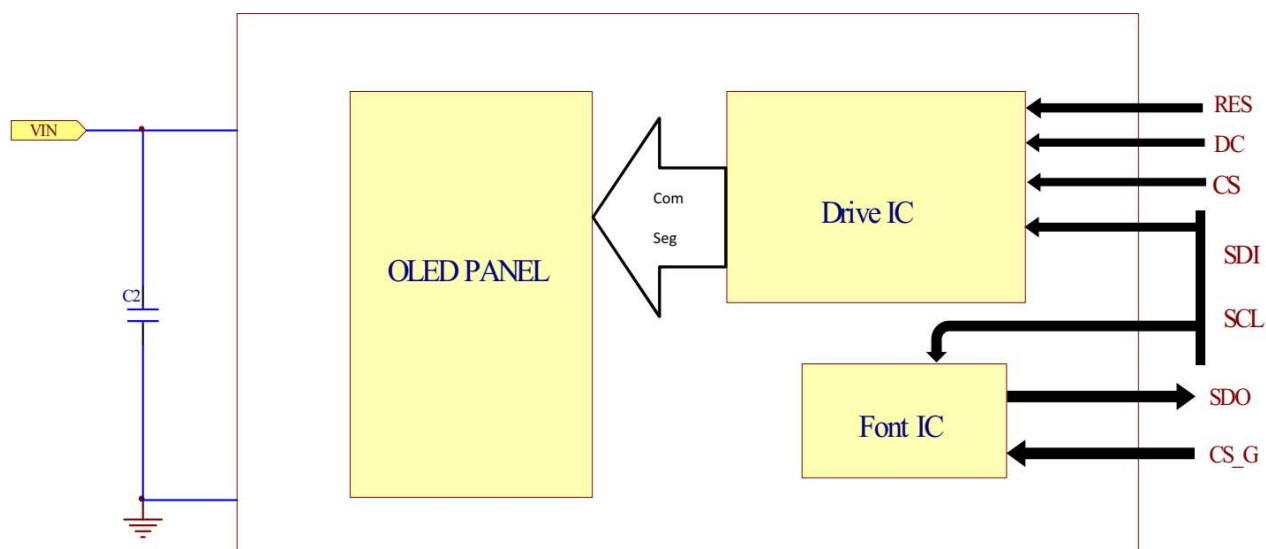 VIN
C2
OLED PANEL
Com
Seg
Drive IC
Font IC
RES
DC
CS
SDI
SCL
SDO
CS_G